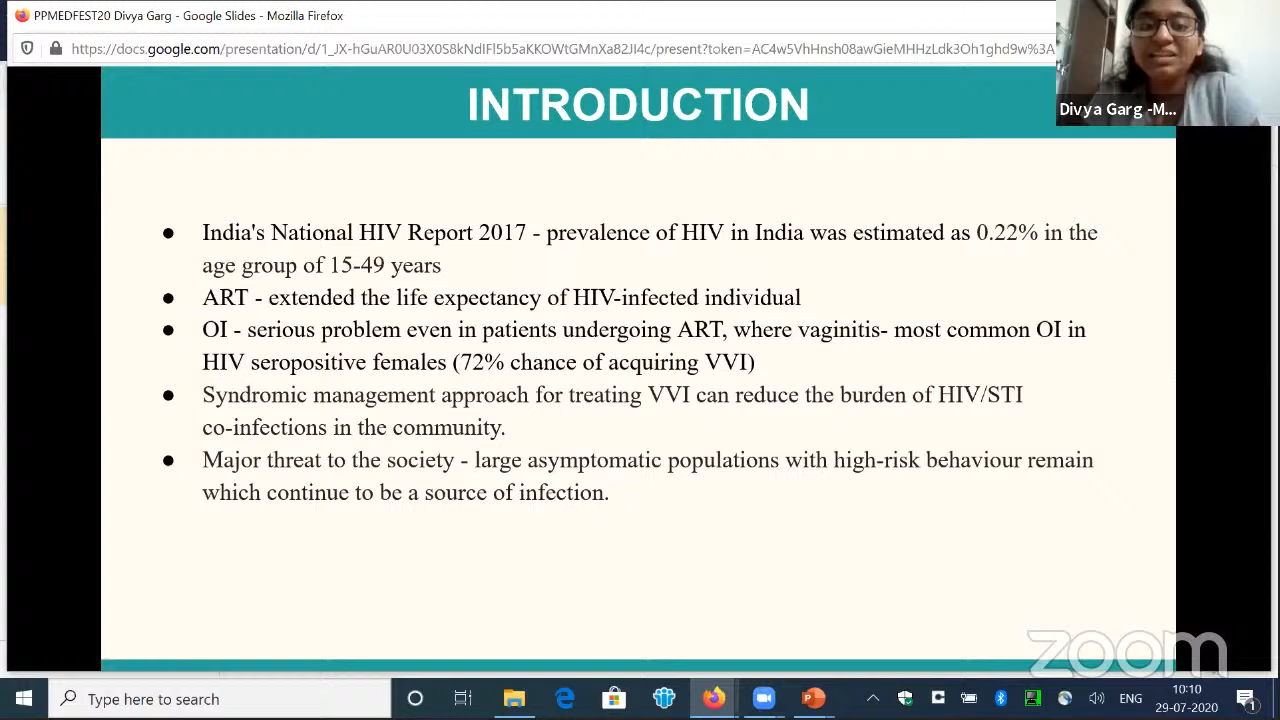 PPMEDFEST20 Divya Garg - Google Slides - Mozilla Firefox
https://docs.google.com/presentation/d/1_JX-hGuAR0U03X0S8kNdIFl5b5aKKOWtGMnXa82JI4c/present?token=AC4w5VhHnsh08awGieMHHzLdk3Oh1ghd9w%3A
Divya Garg -M...
INTRODUCTION
● India's National HIV Report 2017 - prevalence of HIV in India was estimated as 0.22% in the
age group of 15-49 years
● ART - extended the life expectancy of HIV-infected individual
● OI - serious problem even in patients undergoing ART, where vaginitis- most common OI in
HIV seropositive females (72% chance of acquiring VVI)
● Syndromic management approach for treating VVI can reduce the burden of HIV/STI
co-infections in the community.
● Major threat to the society - large asymptomatic populations with high-risk behaviour remain
which continue to be a source of infection.
zoom
Type here to search
ENG
10:10
29-07-2020
1